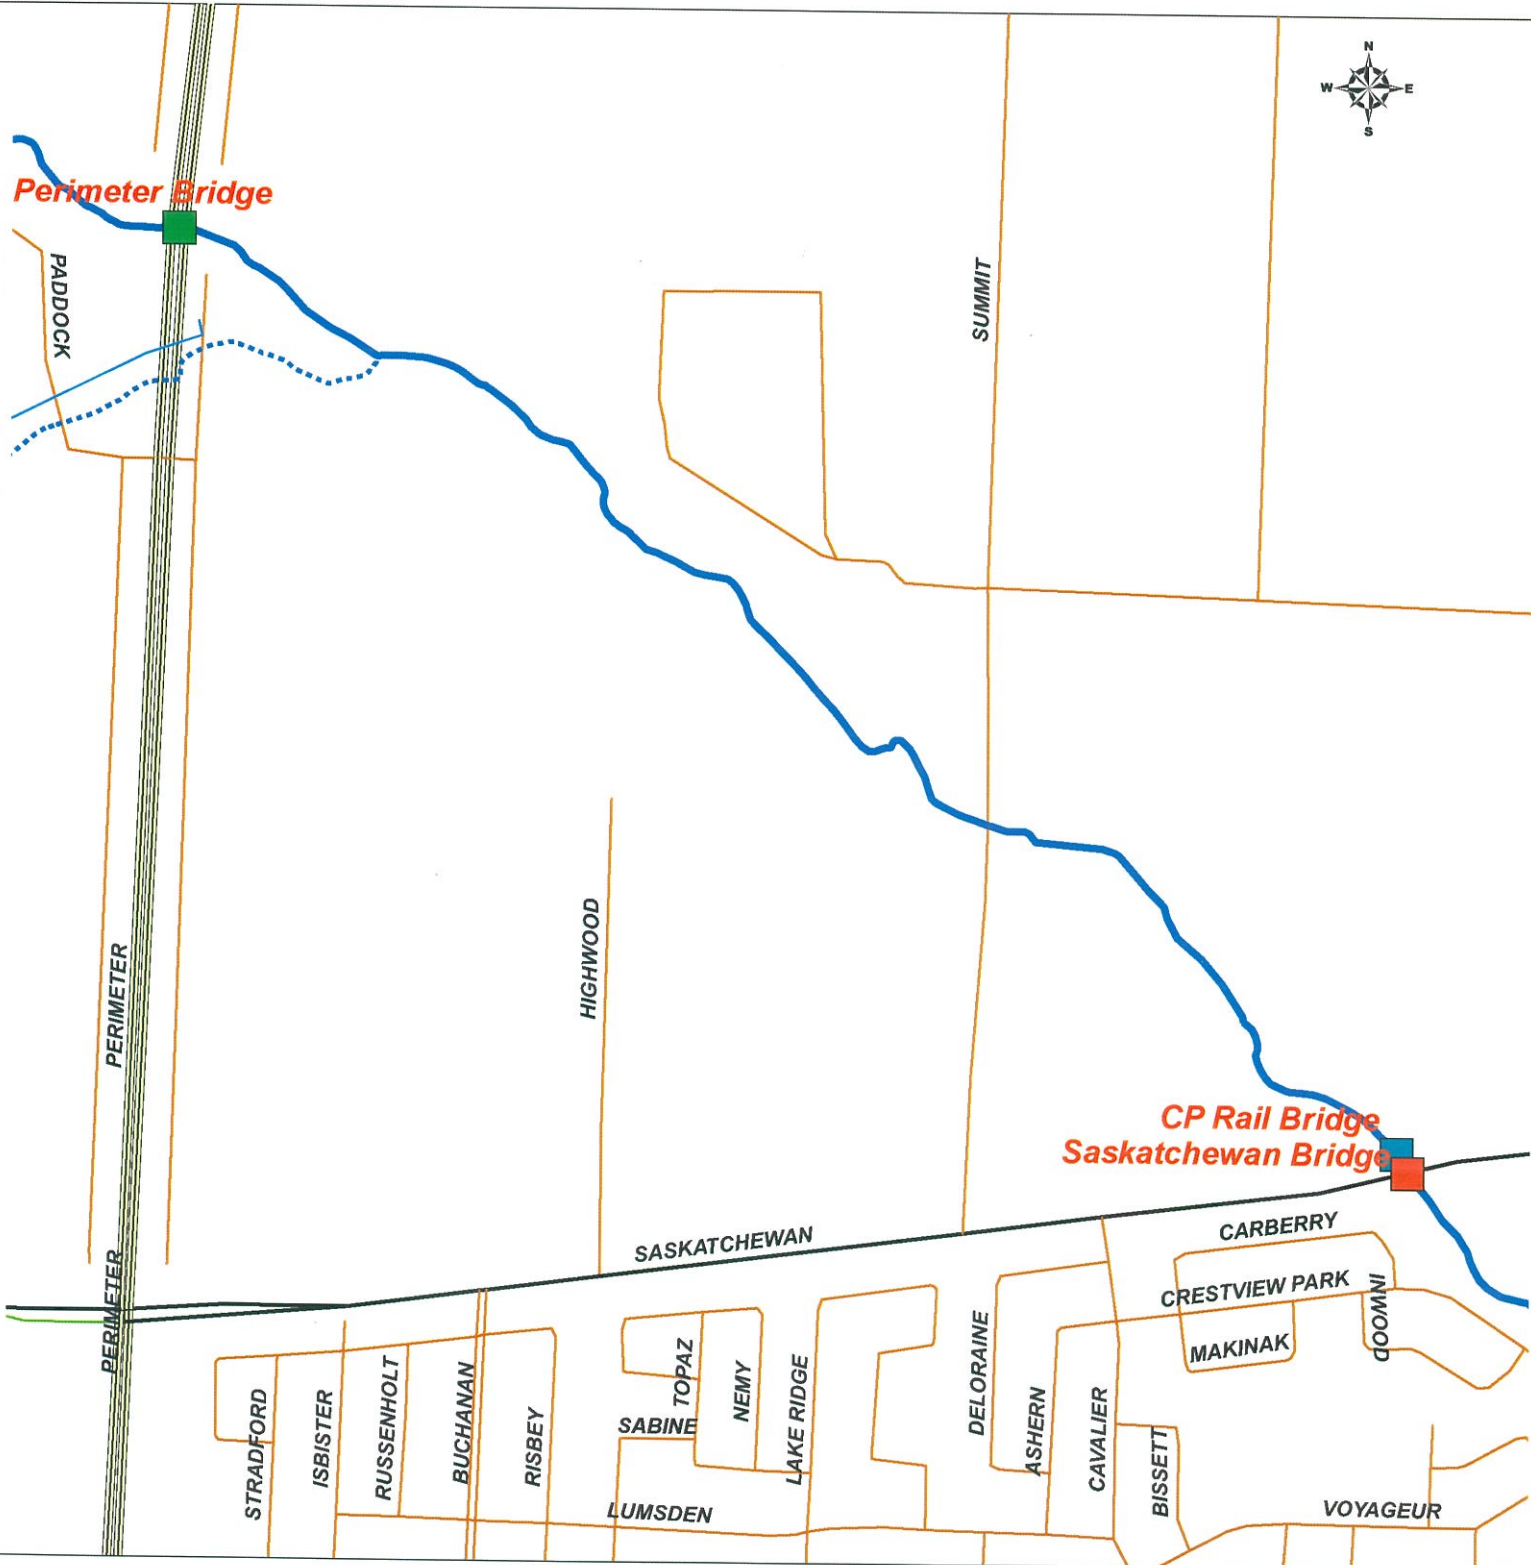 N
W E
S
Perimeter Bridge
PADDOCK
SUMMIT
HIGHWOOD
PERIMETER
CP Rail Bridge
Saskatchewan Bridge
SASKATCHEWAN
CARBERRY
PERIMETER
CRESTVIEW PARK
INWOOD
MAKINAK
TOPAZ
NEMY
LAKE RIDGE
DELORAINE
STRADFORD
ISBISTER
RUSSENHOLT
BUCHANAN
RISBEY
SABINE
ASHERN
CAVALIER
BISSETT
LUMSDEN
VOYAGEUR